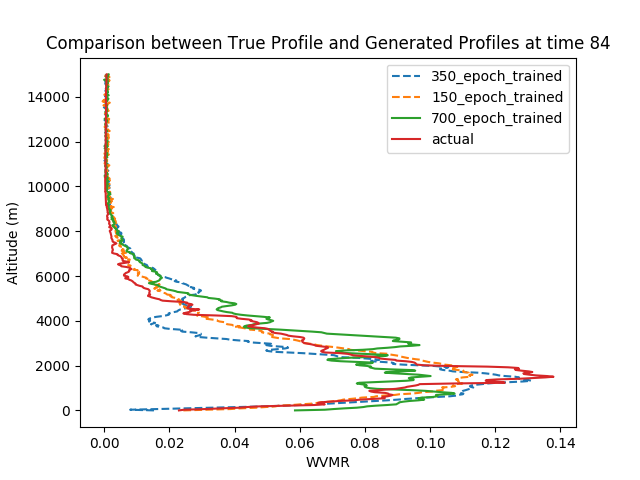 Comparison between True Profile and Generated Profiles at time 84
350_epoch_trained
150_epoch_trained
700_epoch_trained
actual
Altitude (m)
14000
12000
10000
8000
6000
4000
2000
0
0.00 0.02 0.04 0.06 0.08 0.10 0.12 0.14
WVMR